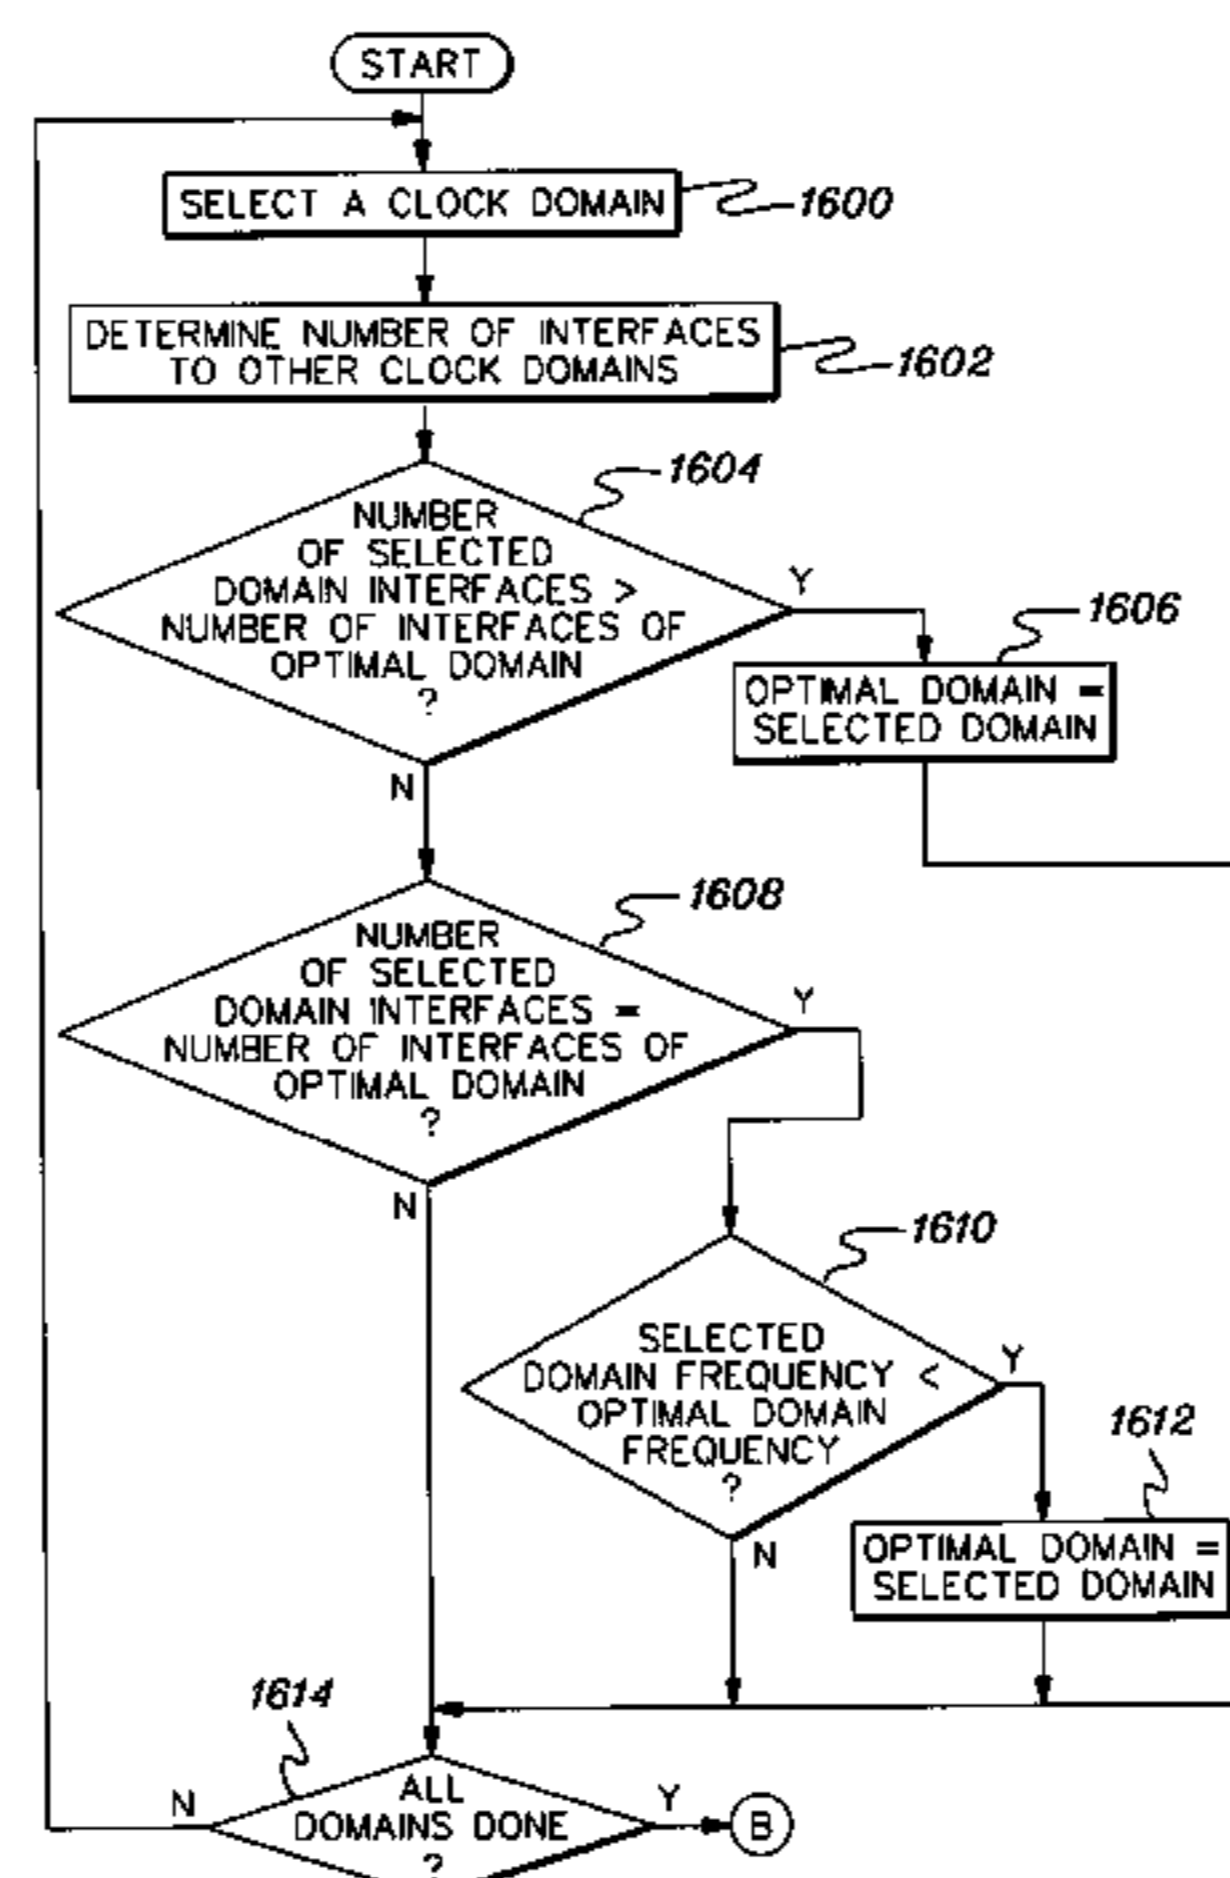 START
SELECT A CLOCK DOMAIN
1600
DETERMINE NUMBER OF INTERFACES
TO OTHER CLOCK DOMAINS
1602
1604
NUMBER
OF SELECTED
DOMAIN INTERFACES >
NUMBER OF INTERFACES OF
OPTIMAL DOMAIN
?
Y
N
1606
OPTIMAL DOMAIN =
SELECTED DOMAIN
1608
NUMBER
OF SELECTED
DOMAIN INTERFACES =
NUMBER OF INTERFACES OF
OPTIMAL DOMAIN
?
Y
N
1610
SELECTED
DOMAIN FREQUENCY <
OPTIMAL DOMAIN
FREQUENCY
?
Y
N
1612
OPTIMAL DOMAIN =
SELECTED DOMAIN
1614
ALL
DOMAINS DONE
?
N
Y
B